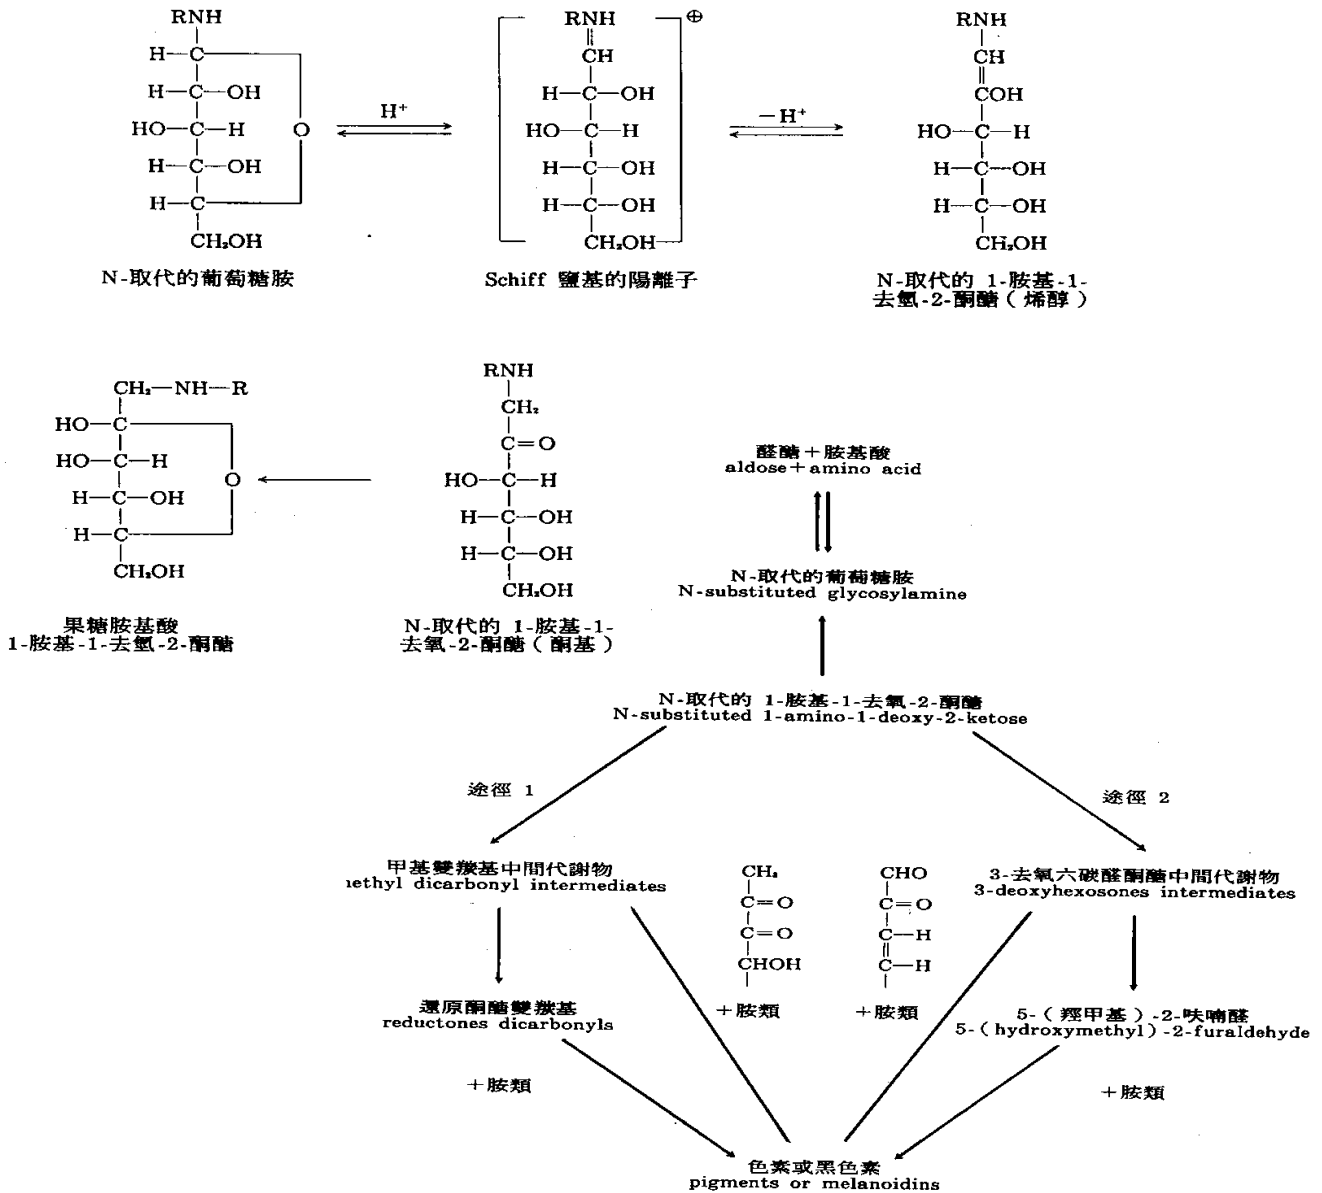 RNH
H—C
H—C—OH
HO—C—H
O
H—C—OH
H—C
CH₂OH
N-取代的葡萄糖胺
H⁺
RNH
⊕
CH
H—C—OH
HO—C—H
H—C—OH
H—C—OH
CH₂OH
Schiff 鹽基的陽離子
—H⁺
RNH
CH
COH
HO—C—H
H—C—OH
H—C—OH
CH₂OH
N-取代的 1-胺基-1-
去氫-2-酮醣（烯醇）
CH₂—NH—R
HO—C
HO—C—H
O
H—C—OH
H—C
CH₂OH
果糖胺基酸
1-胺基-1-去氫-2-酮醣
RNH
CH₂
C=O
HO—C—H
H—C—OH
H—C—OH
CH₂OH
N-取代的 1-胺基-1-
去氧-2-酮醣（酮基）
醛醣＋胺基酸
aldose＋amino acid
N-取代的葡萄糖胺
N-substituted glycosylamine
N-取代的 1-胺基-1-去氧-2-酮醣
N-substituted 1-amino-1-deoxy-2-ketose
途徑 1
途徑 2
甲基雙羰基中間代謝物
ethyl dicarbonyl intermediates
CH₃
C=O
C=O
CHOH
＋胺類
CHO
C=O
C—H
C—H
＋胺類
3-去氧六碳醛酮醣中間代謝物
3-deoxyhexosones intermediates
還原酮醣雙羰基
reductones dicarbonyls
5-（羥甲基）-2-呋喃醛
5-(hydroxymethyl)-2-furaldehyde
＋胺類
＋胺類
色素或黑色素
pigments or melanoidins